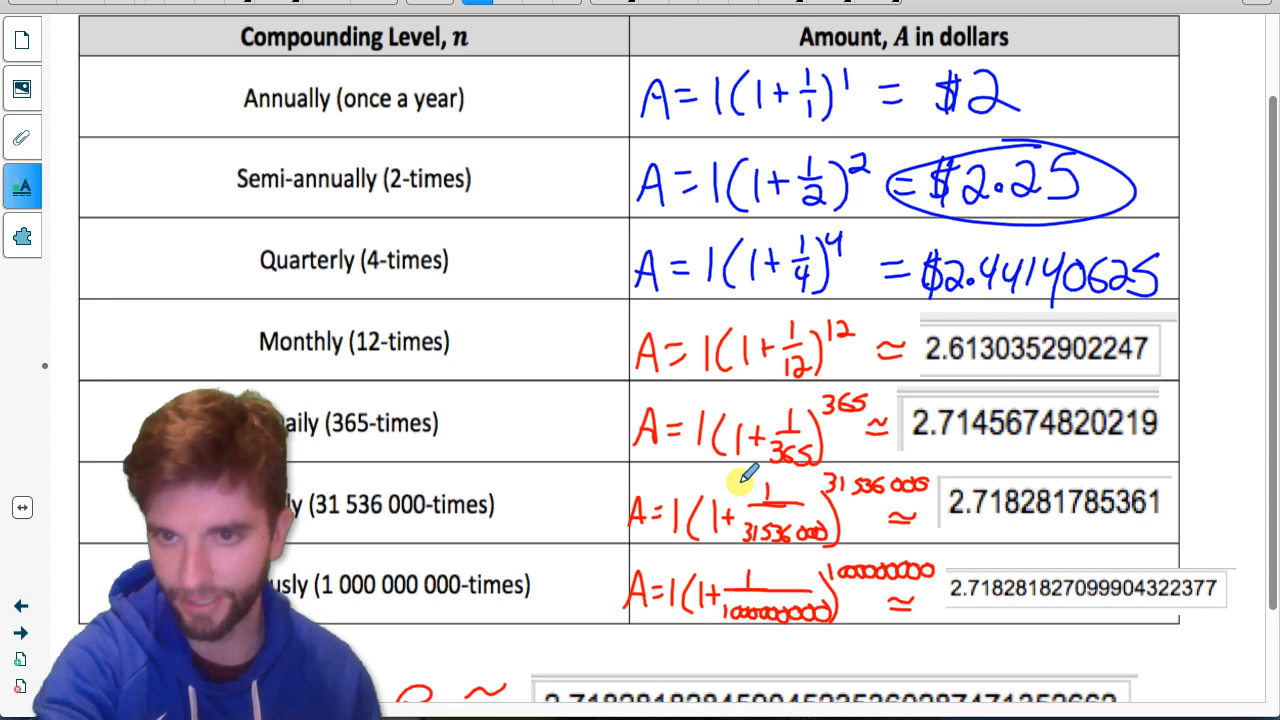 Compounding Level, n Amount, A in dollars
Annually (once a year) A = 1(1 + 1/1)^1 = $2
Semi-annually (2-times) A = 1(1 + 1/2)^2 = $2.25
Quarterly (4-times) A = 1(1 + 1/4)^4 = $2.44140625
Monthly (12-times) A = 1(1 + 1/12)^12 ≃ 2.6130352902247
aily (365-times) A = 1(1 + 1/365)^365 ≃ 2.7145674820219
ly (31 536 000-times) A = 1(1 + 1/31536000)^31536000 ≃ 2.718281785361
usly (1 000 000 000-times) A = 1(1 + 1/1000000000)^1000000000 ≃ 2.718281827099904322377
e ≃ 2.718281828459045235360287471352662